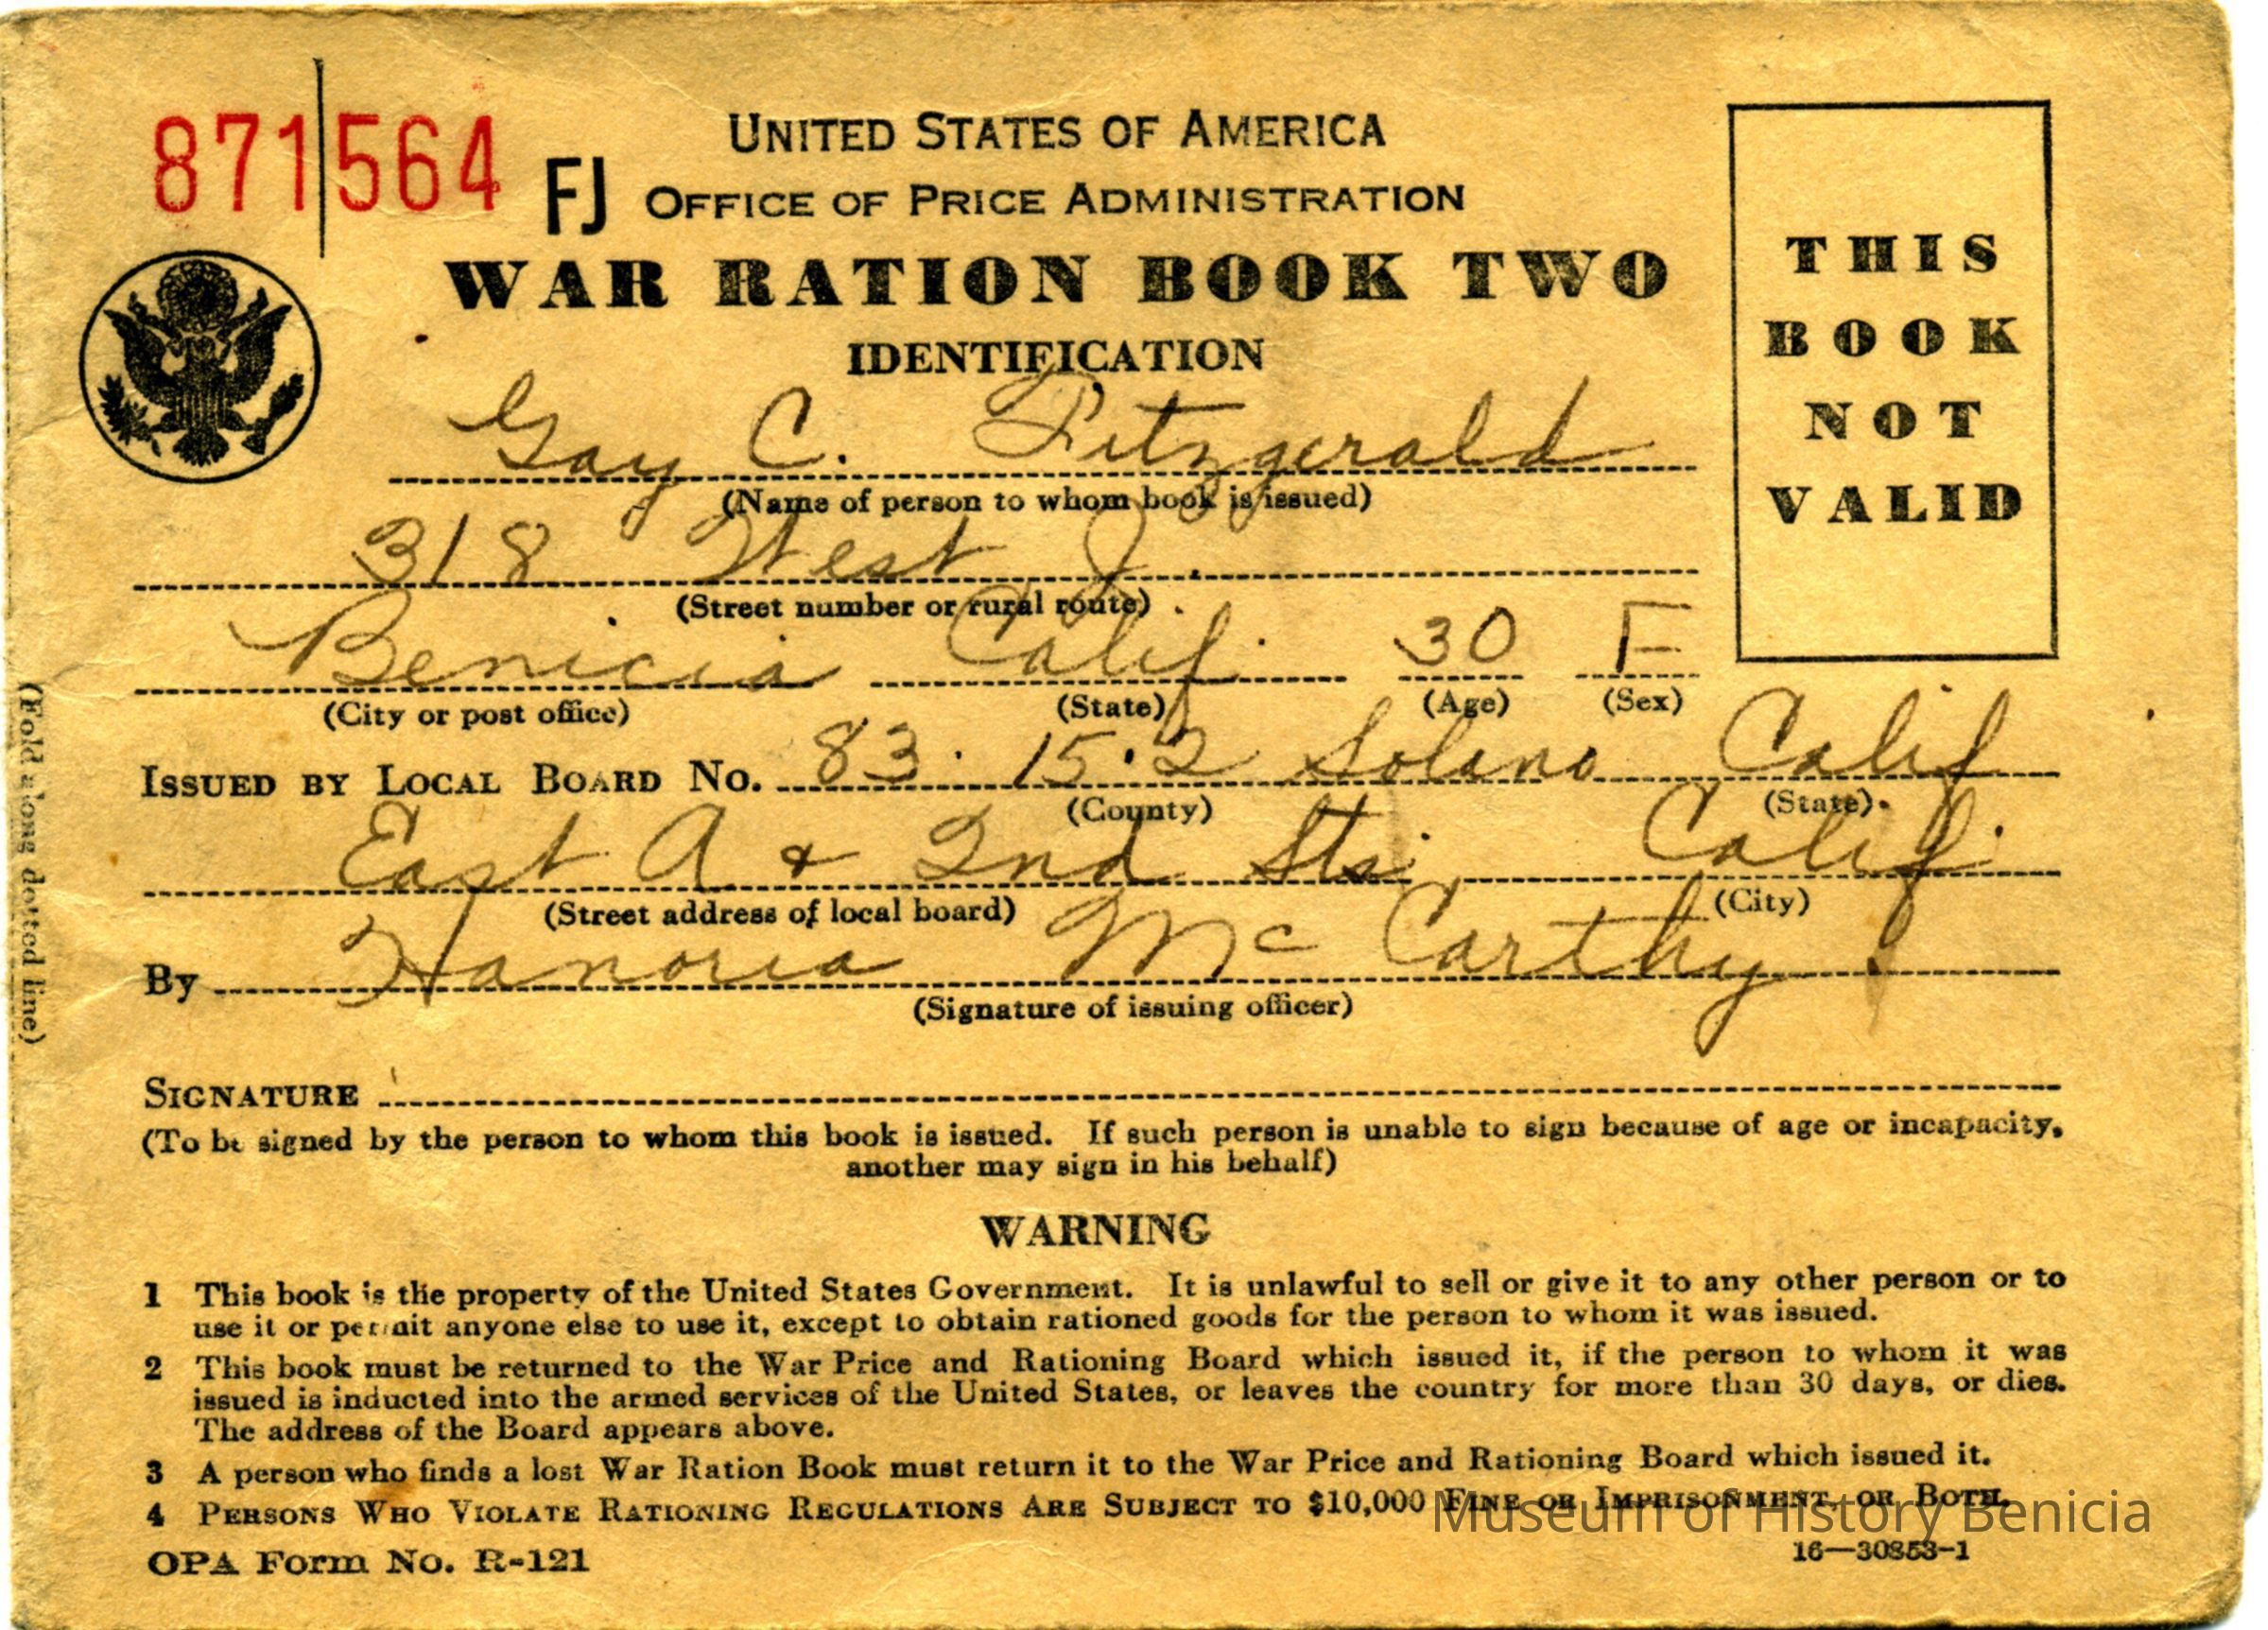 871564 FJ
UNITED STATES OF AMERICA
OFFICE OF PRICE ADMINISTRATION
WAR RATION BOOK TWO
IDENTIFICATION
THIS
BOOK
NOT
VALID
Gay C. Fitzgerald
(Name of person to whom book is issued)
318 West J.
(Street number or rural route)
Benicia Calif. 30 F
(City or post office) (State) (Age) (Sex)
ISSUED BY LOCAL BOARD NO. 83.15.2 Solano Calif
(County) (State)
East A & 2nd Sts. Calif.
(Street address of local board) (City)
By Hanoria McCarthy
(Signature of issuing officer)
SIGNATURE
(To be signed by the person to whom this book is issued. If such person is unable to sign because of age or incapacity,
another may sign in his behalf)
WARNING
1 This book is the property of the United States Government. It is unlawful to sell or give it to any other person or to
use it or permit anyone else to use it, except to obtain rationed goods for the person to whom it was issued.
2 This book must be returned to the War Price and Rationing Board which issued it, if the person to whom it was
issued is inducted into the armed services of the United States, or leaves the country for more than 30 days, or dies.
The address of the Board appears above.
3 A person who finds a lost War Ration Book must return it to the War Price and Rationing Board which issued it.
4 PERSONS WHO VIOLATE RATIONING REGULATIONS ARE SUBJECT TO $10,000 FINE OR IMPRISONMENT, OR BOTH.
OPA Form No. R-121
16—30853-1
(Fold along dotted line)
Museum of History Benicia